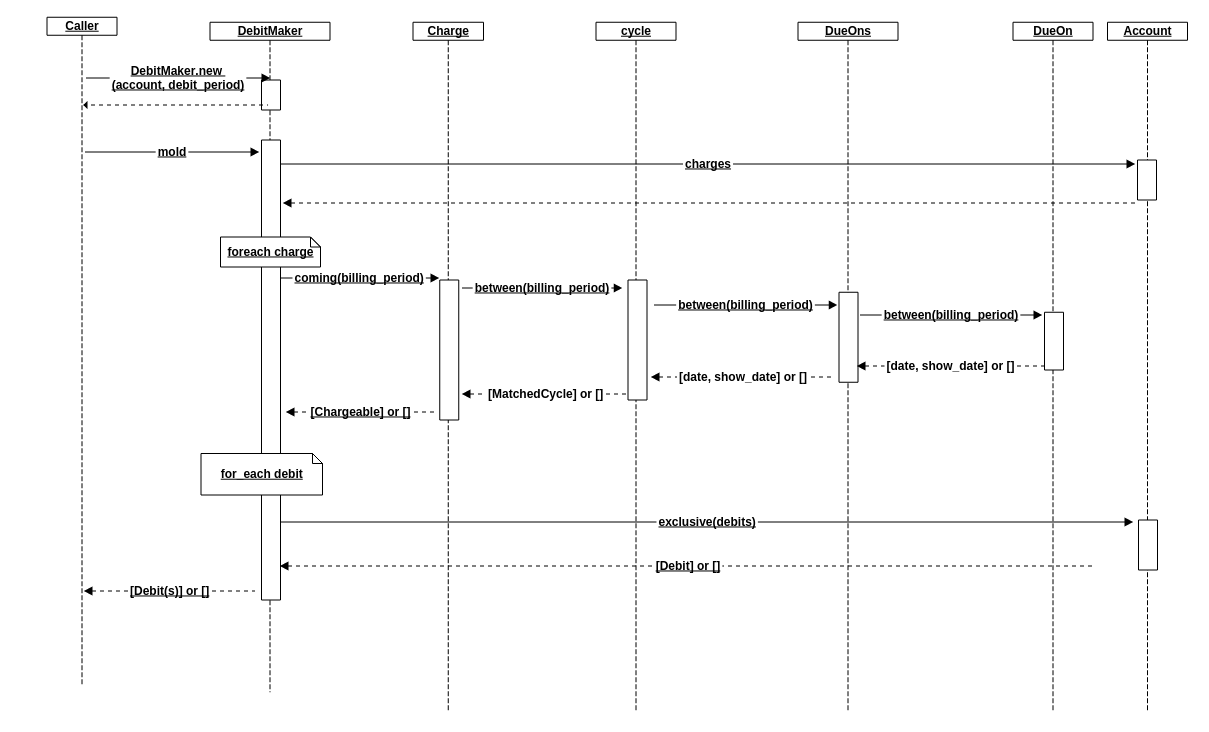 Caller
DebitMaker
Charge
cycle
DueOns
DueOn
Account
DebitMaker.new
(account, debit_period)
mold
charges
foreach charge
coming(billing_period)
between(billing_period)
between(billing_period)
between(billing_period)
[date, show_date] or []
[date, show_date] or []
[MatchedCycle] or []
[Chargeable] or []
for_each debit
exclusive(debits)
[Debit] or []
[Debit(s)] or []